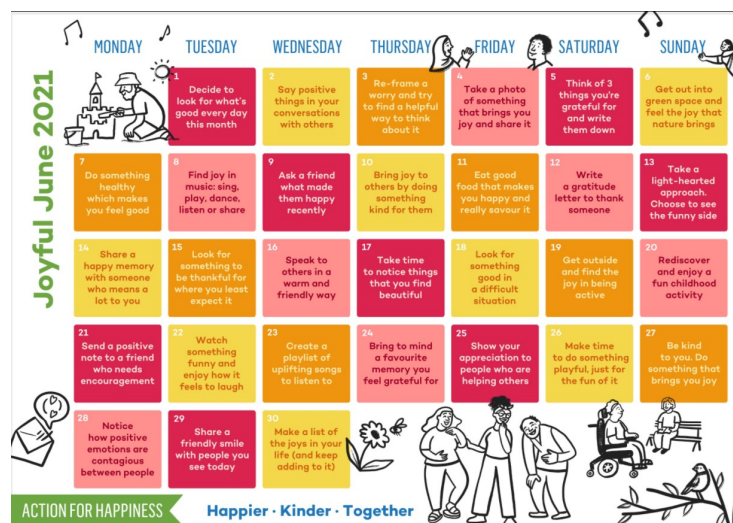 MONDAY TUESDAY WEDNESDAY THURSDAY FRIDAY SATURDAY SUNDAY
Joyful June 2021
1
Decide to
look for what's
good every day
this month
2
Say positive
things in your
conversations
with others
3
Re-frame a
worry and try
to find a helpful
way to think
about it
4
Take a photo
of something
that brings you
joy and share it
5
Think of 3
things you're
grateful for
and write
them down
6
Get out into
green space and
feel the joy that
nature brings
7
Do something
healthy
which makes
you feel good
8
Find joy in
music: sing,
play, dance,
listen or share
9
Ask a friend
what made
them happy
recently
10
Bring joy to
others by doing
something
kind for them
11
Eat good
food that makes
you happy and
really savour it
12
Write
a gratitude
letter to thank
someone
13
Take a
light-hearted
approach.
Choose to see
the funny side
14
Share a
happy memory
with someone
who means a
lot to you
15
Look for
something to
be thankful for
where you least
expect it
16
Speak to
others in a
warm and
friendly way
17
Take time
to notice things
that you find
beautiful
18
Look for
something
good in
a difficult
situation
19
Get outside
and find the
joy in being
active
20
Rediscover
and enjoy a
fun childhood
activity
21
Send a positive
note to a friend
who needs
encouragement
22
Watch
something
funny and
enjoy how it
feels to laugh
23
Create a
playlist of
uplifting songs
to listen to
24
Bring to mind
a favourite
memory you
feel grateful for
25
Show your
appreciation to
people who are
helping others
26
Make time
to do something
playful, just for
the fun of it
27
Be kind
to you. Do
something that
brings you joy
28
Notice
how positive
emotions are
contagious
between people
29
Share a
friendly smile
with people you
see today
30
Make a list of
the joys in your
life (and keep
adding to it)
ACTION FOR HAPPINESS
Happier · Kinder · Together